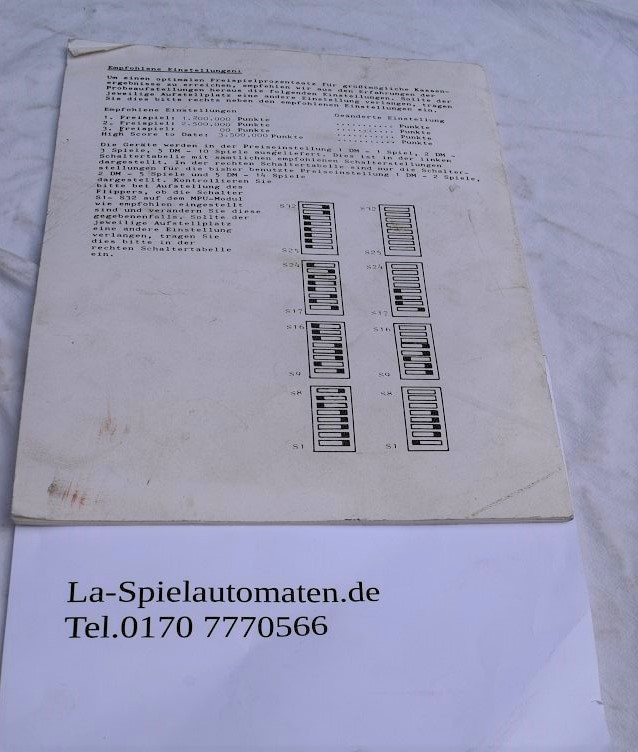 Empfohlene Einstellungen:
Um einen optimalen Freispielprozentsatz für größtmögliche Kassen-
ergebnisse zu erreichen, empfehlen wir aus den Erfahrungen der
Probeaufstellungen heraus die folgenden Einstellungen. Sollte der
jeweilige Aufstellplatz eine andere Einstellung verlangen, tragen
Sie dies bitte rechts neben den empfohlenen Einstellungen ein.
Empfohlene Einstellungen Geänderte Einstellung
1. Freispiel: 1.200.000 Punkte .......... Punkte
2. Freispiel: 2.500.000 Punkte .......... Punkte
3. Freispiel: 00 Punkte .......... Punkte
High Score to Date: 3.500.000 Punkte .......... Punkte
Die Geräte werden in der Preiseinstellung 1 DM - 1 Spiel, 2 DM -
3 Spiele, 5 DM - 10 Spiele ausgeliefert. Dies ist in der linken
Schaltertabelle mit sämtlichen empfohlenen Einstellungen
dargestellt. In der rechten Schaltertabelle sind nur die Schalter-
stellungen für die bisher benutzte Preiseinstellung 1 DM - 2 Spiele,
2 DM - 5 Spiele und 5 DM - 14 Spiele
dargestellt. Kontrollieren Sie
bitte bei Aufstellung des
Flippers, ob die Schalter
S1- S32 auf dem MPU-Modul
wie empfohlen eingestellt
sind und verändern Sie diese
gegebenenfalls. Sollte der
jeweilige Aufstellplatz
eine andere Einstellung
verlangen, tragen Sie
dies bitte in der
rechten Schaltertabelle
ein.
S32 S32
S25 S25
S24 S24
S17 S17
S16 S16
S9 S9
S8 S8
S1 S1
La-Spielautomaten.de
Tel.0170 7770566